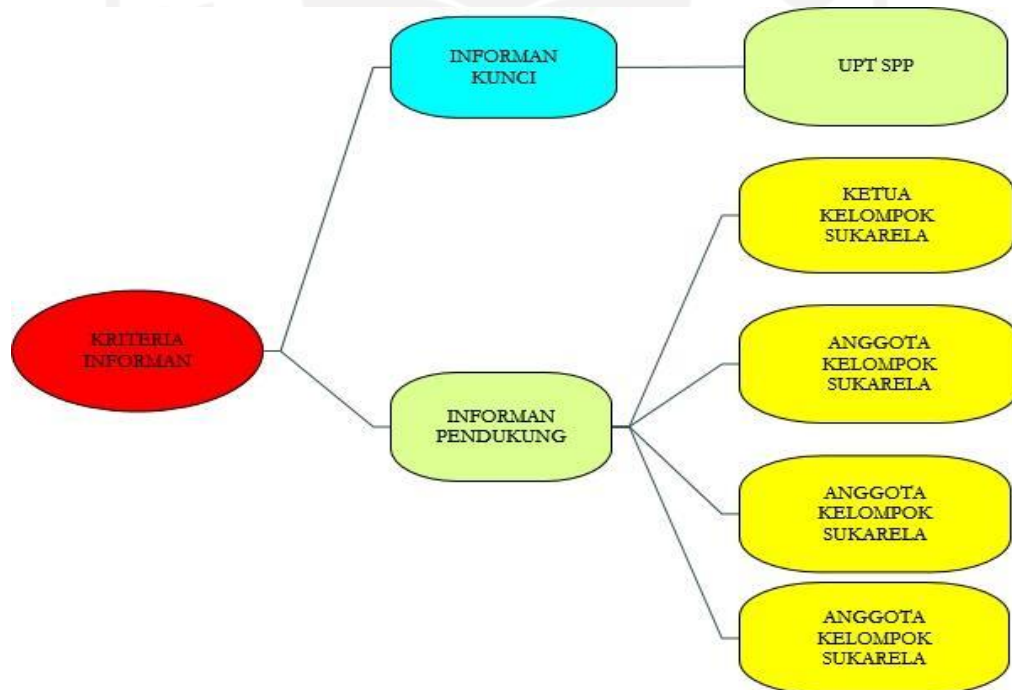 KRITERIA
INFORMAN
INFORMAN
KUNCI
UPT SPP
INFORMAN
PENDUKUNG
KETUA
KELOMPOK
SUKARELA
ANGGOTA
KELOMPOK
SUKARELA
ANGGOTA
KELOMPOK
SUKARELA
ANGGOTA
KELOMPOK
SUKARELA